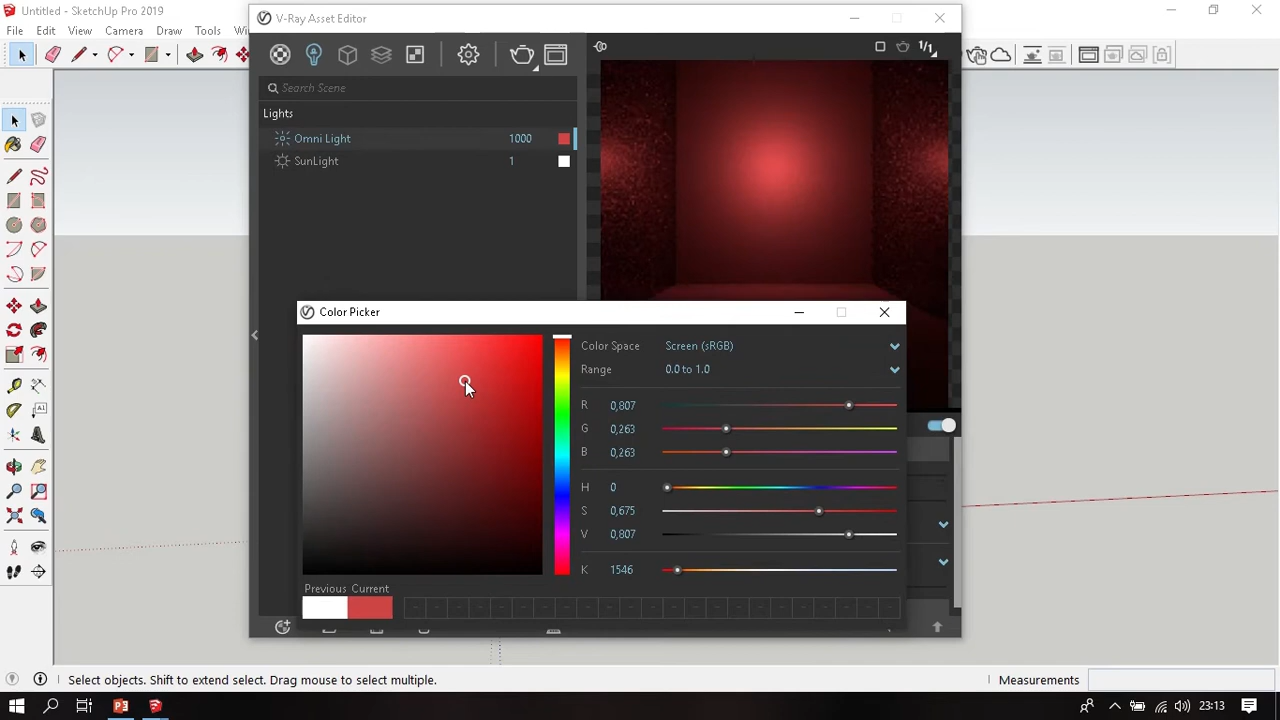 Untitled - SketchUp Pro 2019
File Edit View Camera Draw Tools
V-Ray Asset Editor
1/1
Search Scene
Lights
Omni Light 1000
SunLight 1
Color Picker
Color Space Screen (sRGB)
Range 0.0 to 1.0
R 0,807
G 0,263
B 0,263
H 0
S 0,675
V 0,807
K 1546
Previous Current
A1
Select objects. Shift to extend select. Drag mouse to select multiple.
Measurements
23:13